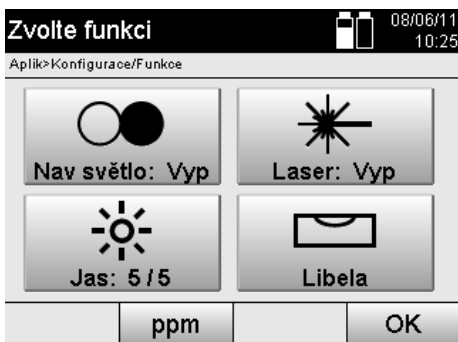 Zvolte funkci
08/06/11
10:25
Aplik>Konfigurace/Funkce
Nav světlo: Vyp
Laser: Vyp
Jas: 5/5
Libela
ppm
OK